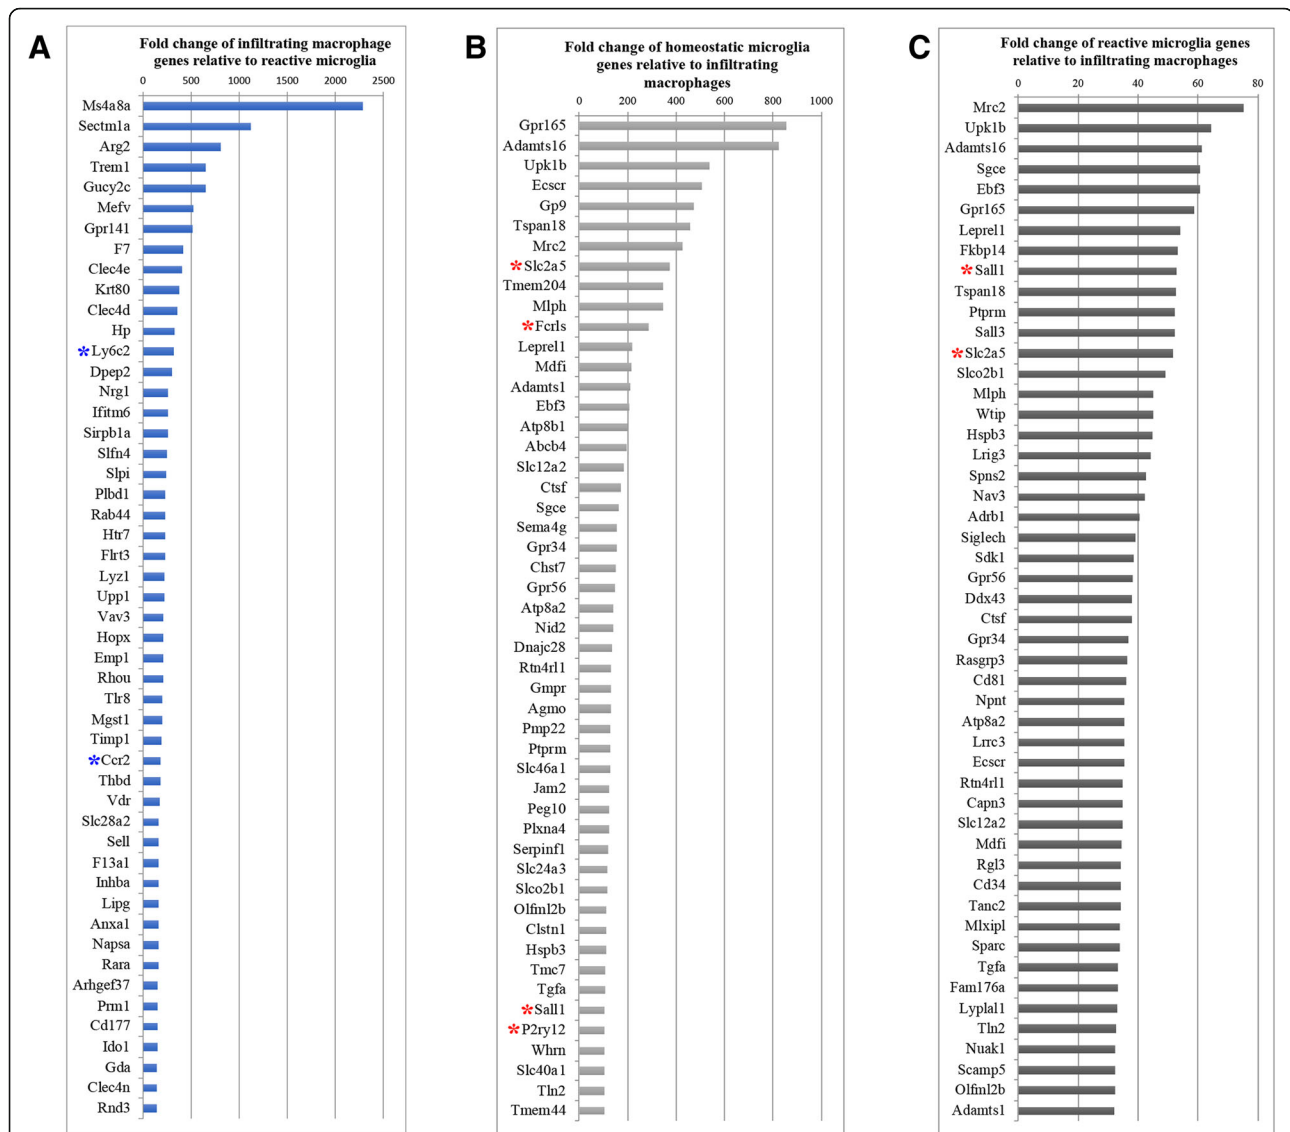 A
Fold change of infiltrating macrophage
genes relative to reactive microglia
0 500 1000 1500 2000 2500
Ms4a8a
Sectm1a
Arg2
Trem1
Gucy2c
Mefv
Gpr141
F7
Clec4e
Krt80
Clec4d
Hp
*Ly6c2
Dpep2
Nrg1
Ifitm6
Sirpb1a
Slfn4
Slpi
Plbd1
Rab44
Htr7
Flrt3
Lyz1
Upp1
Vav3
Hopx
Emp1
Rhou
Tlr8
Mgst1
Timp1
*Ccr2
Thbd
Vdr
Slc28a2
Sell
F13a1
Inhba
Lipg
Anxa1
Napsa
Rara
Arhgef37
Prm1
Cd177
Ido1
Gda
Clec4n
Rnd3
B
Fold change of homeostatic microglia
genes relative to infiltrating
macrophages
0 200 400 600 800 1000
Gpr165
Adamts16
Upk1b
Ecscr
Gp9
Tspan18
Mrc2
*Slc2a5
Tmem204
Mlph
*Fcrls
Leprel1
Mdfi
Adamts1
Ebf3
Atp8b1
Abcb4
Slc12a2
Ctsf
Sgce
Sema4g
Gpr34
Chst7
Gpr56
Atp8a2
Nid2
Dnajc28
Rtn4rl1
Gmpr
Agmo
Pmp22
Ptprm
Slc46a1
Jam2
Peg10
Plxna4
Serpinf1
Slc24a3
Slco2b1
Olfml2b
Clstn1
Hspb3
Tmc7
Tgfa
*Sall1
*P2ry12
Whrn
Slc40a1
Tln2
Tmem44
C
Fold change of reactive microglia genes
relative to infiltrating macrophages
0 20 40 60 80
Mrc2
Upk1b
Adamts16
Sgce
Ebf3
Gpr165
Leprel1
Fkbp14
*Sall1
Tspan18
Ptprm
Sall3
*Slc2a5
Slco2b1
Mlph
Wtip
Hspb3
Lrig3
Spns2
Nav3
Adrb1
Siglech
Sdk1
Gpr56
Ddx43
Ctsf
Gpr34
Rasgrp3
Cd81
Npnt
Atp8a2
Lrrc3
Ecscr
Rtn4rl1
Capn3
Slc12a2
Mdfi
Rgl3
Cd34
Tanc2
Mlxipl
Sparc
Tgfa
Fam176a
Lyplal1
Tln2
Nuak1
Scamp5
Olfml2b
Adamts1